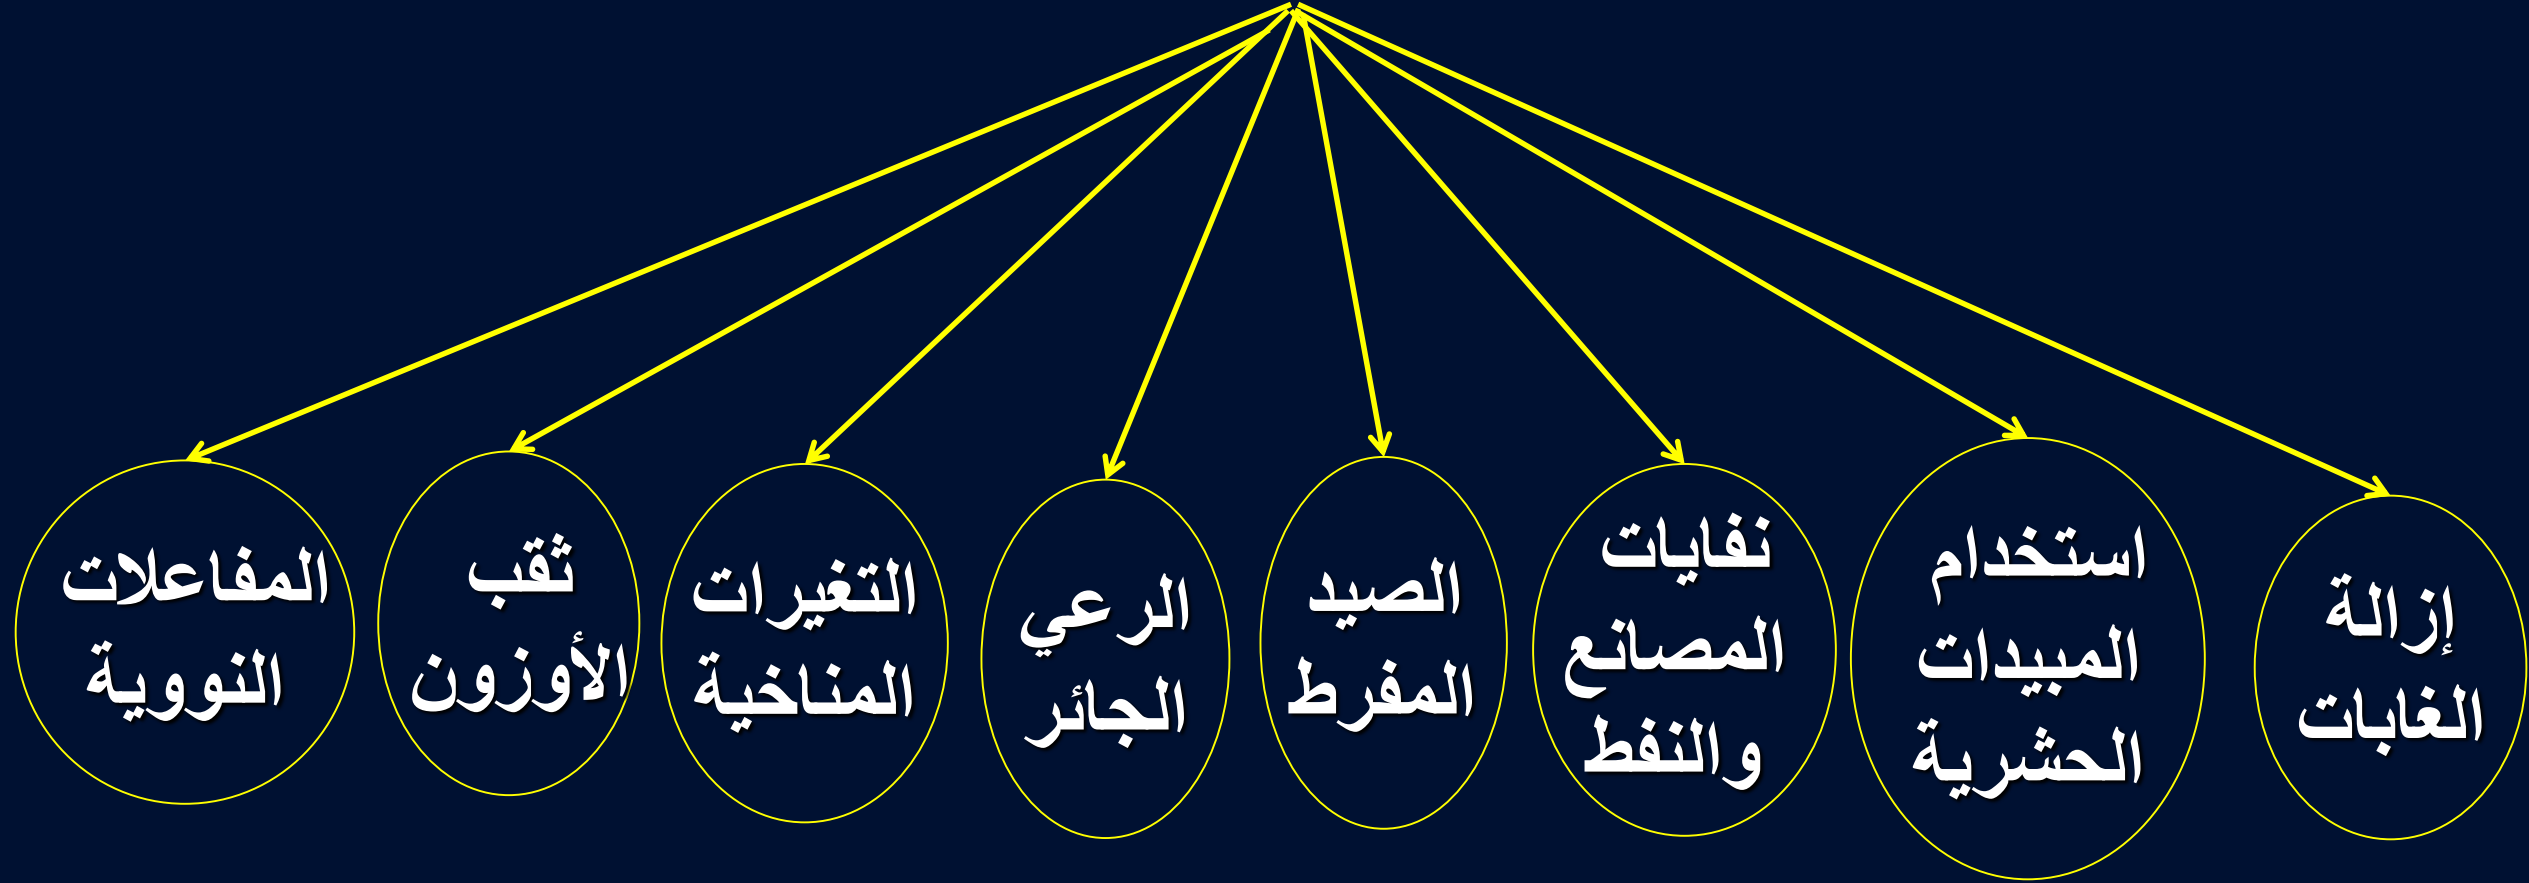 إزالة
الغابات
استخدام
المبيدات
الحشرية
نفايات
المصانع
والنفط
الصيد
المفرط
الرعي
الجائر
التغيرات
المناخية
ثقب
الأوزون
المفاعلات
النووية